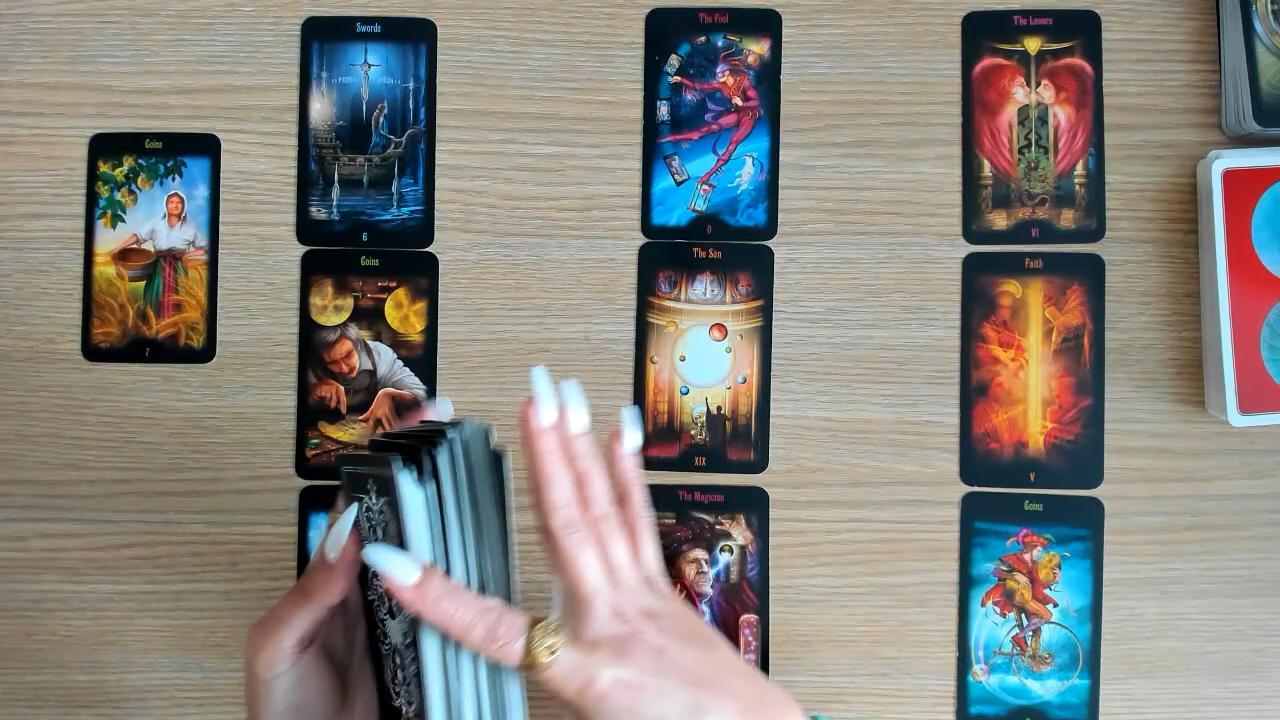 Coins
7
Swords
6
Coins
The Fool
0
The Sun
XIX
The Magician
The Lovers
VI
Faith
V
Coins